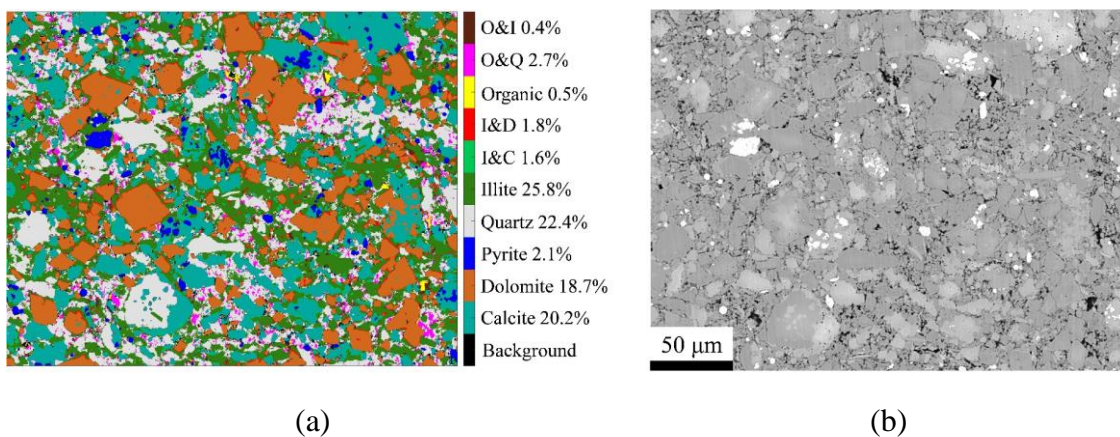 O&I 0.4%
O&Q 2.7%
Organic 0.5%
I&D 1.8%
I&C 1.6%
Illite 25.8%
Quartz 22.4%
Pyrite 2.1%
Dolomite 18.7%
Calcite 20.2%
Background
50 μm
(a)
(b)